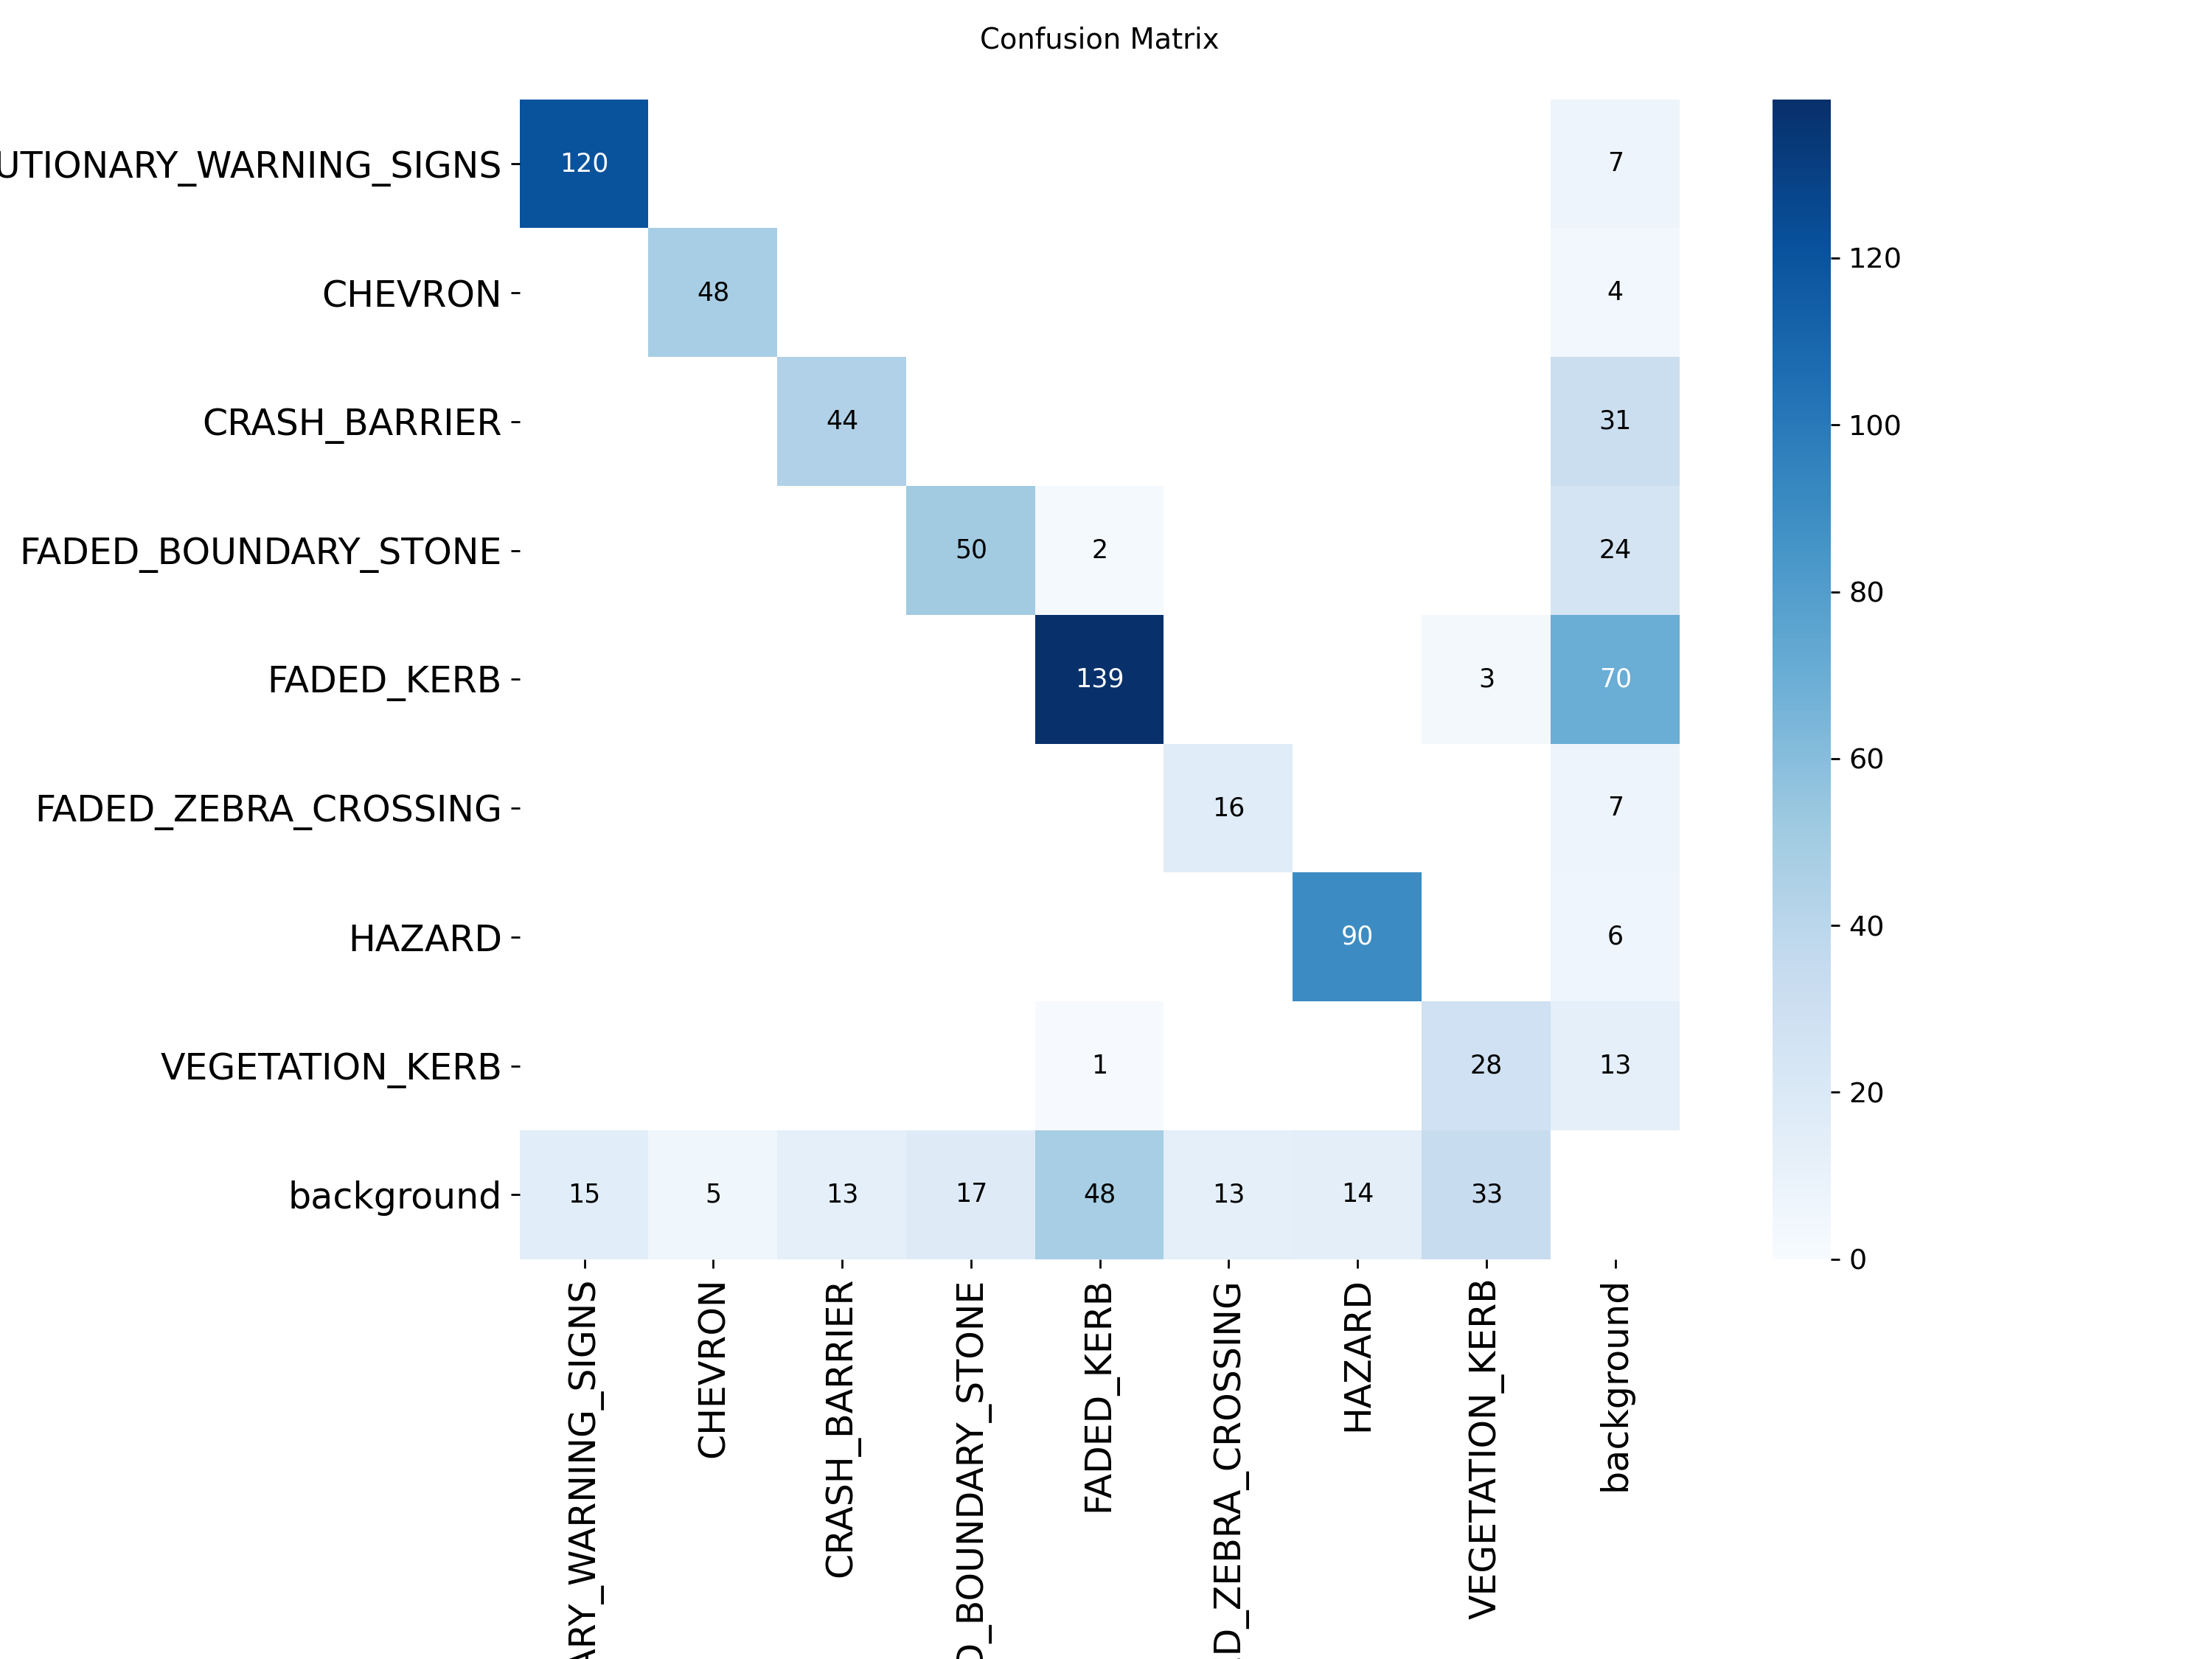 Confusion Matrix
UTIONARY_WARNING_SIGNS 120 7
CHEVRON 48 4 120
CRASH_BARRIER 44 31 100
FADED_BOUNDARY_STONE 50 2 24 80
FADED_KERB 139 3 70 60
FADED_ZEBRA_CROSSING 16 7
HAZARD 90 6 40
VEGETATION_KERB 1 28 13 20
background 15 5 13 17 48 13 14 33 0
ARY_WARNING_SIGNS
CHEVRON
CRASH_BARRIER
D_BOUNDARY_STONE
FADED_KERB
D_ZEBRA_CROSSING
HAZARD
VEGETATION_KERB
background